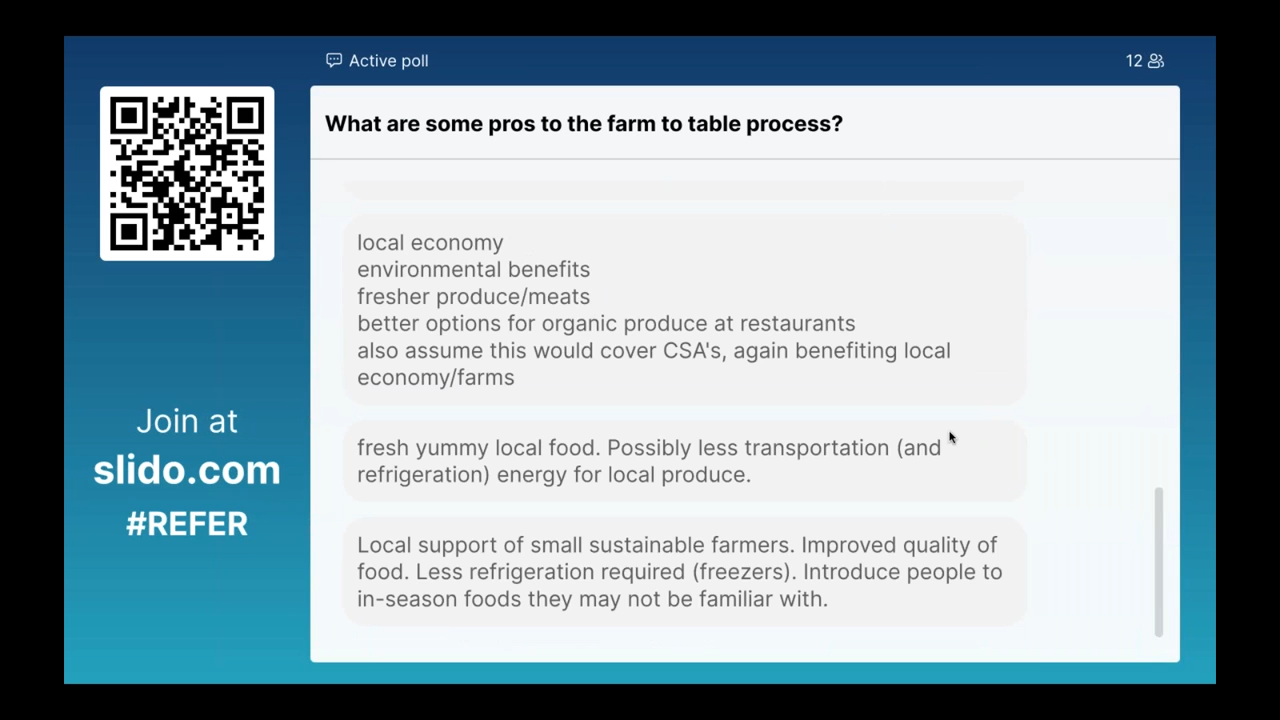 Active poll
12
What are some pros to the farm to table process?
local economy
environmental benefits
fresher produce/meats
better options for organic produce at restaurants
also assume this would cover CSA's, again benefiting local
economy/farms
fresh yummy local food. Possibly less transportation (and
refrigeration) energy for local produce.
Local support of small sustainable farmers. Improved quality of
food. Less refrigeration required (freezers). Introduce people to
in-season foods they may not be familiar with.
Join at
slido.com
#REFER